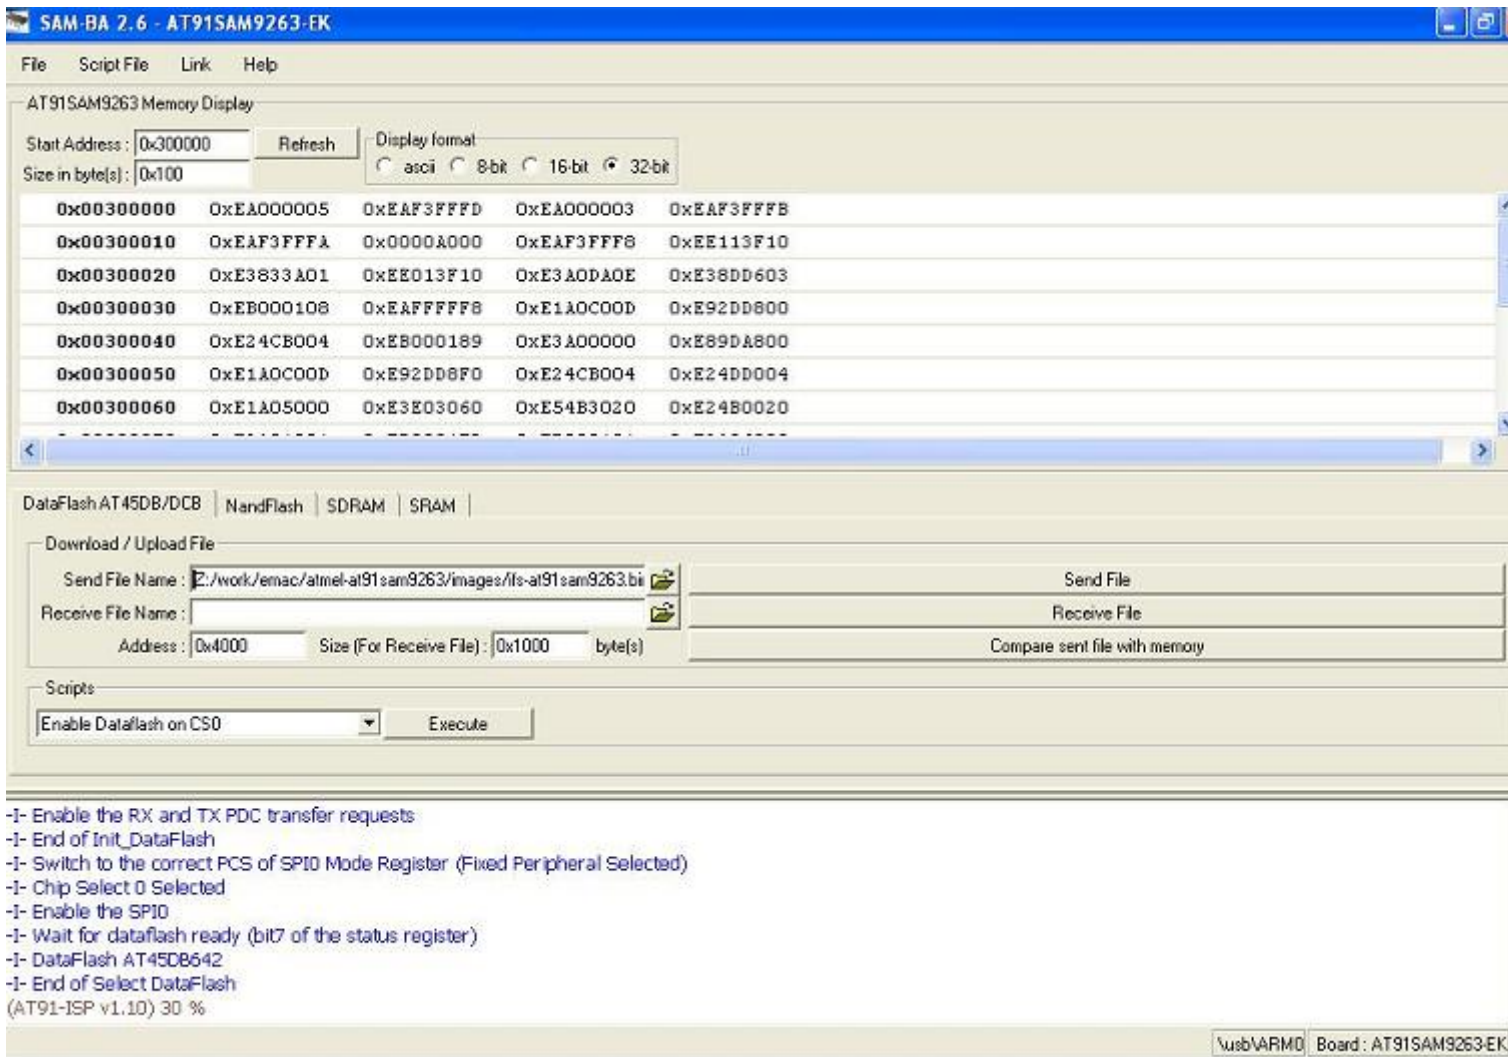 SAM-BA 2.6 - AT91SAM9263-EK
File Script File Link Help
AT91SAM9263 Memory Display
Start Address : 0x300000 Refresh
Size in byte(s) : 0x100
Display format
ascii 8-bit 16-bit 32-bit
0x00300000 0xEA000005 0xEAF3FFFD 0xEA000003 0xEAF3FFFB
0x00300010 0xEAF3FFFA 0x0000A000 0xEAF3FFF8 0xEE113F10
0x00300020 0xE3833A01 0xEE013F10 0xE3A0DA0E 0xE38DD603
0x00300030 0xEB000108 0xEAFFFFF8 0xE1A0C00D 0xE92DD800
0x00300040 0xE24CB004 0xEB000189 0xE3A00000 0xE89DA800
0x00300050 0xE1A0C00D 0xE92DD8F0 0xE24CB004 0xE24DD004
0x00300060 0xE1A05000 0xE3E03060 0xE54B3020 0xE24B0020
DataFlash AT45DB/DCB NandFlash SDRAM SRAM
Download / Upload File
Send File Name : Z:/work/emac/atmel-at91sam9263/images/ifs-at91sam9263.bi Send File
Receive File Name : Receive File
Address : 0x4000 Size (For Receive File) : 0x1000 byte(s) Compare sent file with memory
Scripts
Enable Dataflash on CS0 Execute
-I- Enable the RX and TX PDC transfer requests
-I- End of Init_DataFlash
-I- Switch to the correct PCS of SPI0 Mode Register (Fixed Peripheral Selected)
-I- Chip Select 0 Selected
-I- Enable the SPI0
-I- Wait for dataflash ready (bit7 of the status register)
-I- DataFlash AT45DB642
-I- End of Select DataFlash
(AT91-ISP v1.10) 30 %
\usb\ARM0 Board : AT91SAM9263-EK